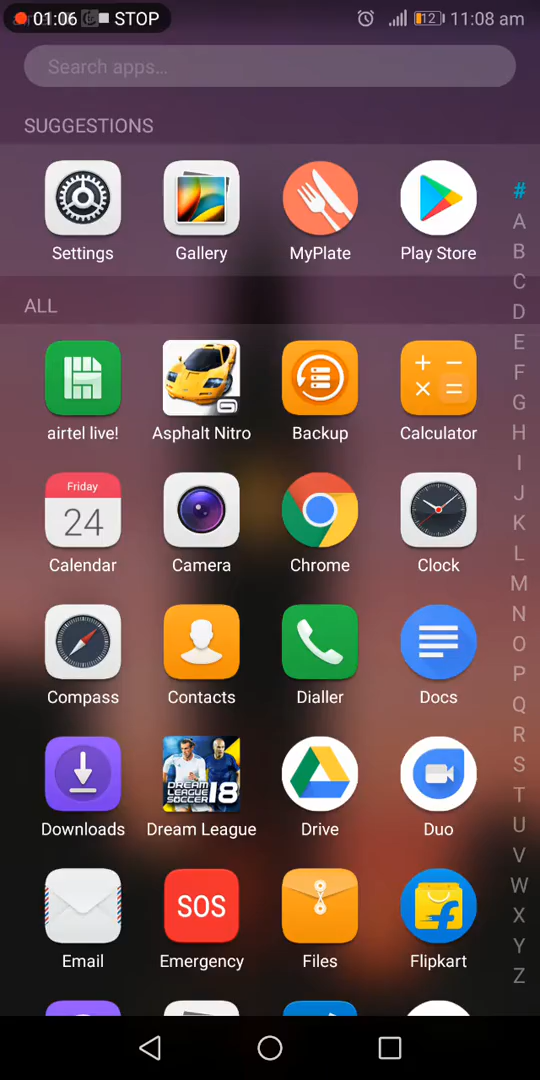 01:06 STOP 12 11:08 am
Search apps...
SUGGESTIONS
Settings Gallery MyPlate Play Store
#
A
B
C
D
E
F
G
H
I
J
K
L
M
N
O
P
Q
R
S
T
U
V
W
X
Y
Z
ALL
airtel live! Asphalt Nitro Backup Calculator
Friday
24
Calendar Camera Chrome Clock
Compass Contacts Dialler Docs
DREAM
LEAGUE
SOCCER 18
Downloads Dream League Drive Duo
SOS
Email Emergency Files Flipkart